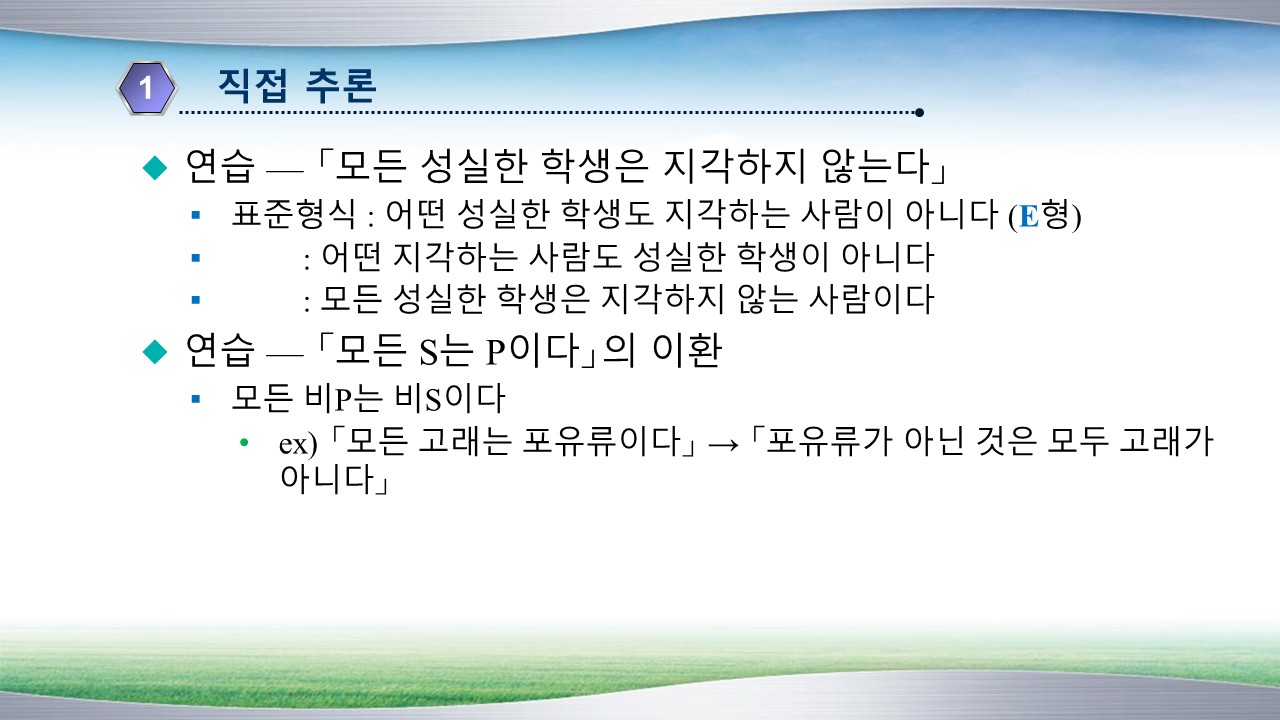 1 직접 추론
연습 ― 「모든 성실한 학생은 지각하지 않는다」
표준형식 : 어떤 성실한 학생도 지각하는 사람이 아니다 (E형)
: 어떤 지각하는 사람도 성실한 학생이 아니다
: 모든 성실한 학생은 지각하지 않는 사람이다
연습 ― 「모든 S는 P이다」의 이환
모든 비P는 비S이다
ex) 「모든 고래는 포유류이다」 → 「포유류가 아닌 것은 모두 고래가
아니다」